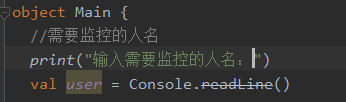 object Main {
//需要监控的人名
print("输入需要监控的人名：")
val user = Console.readLine()